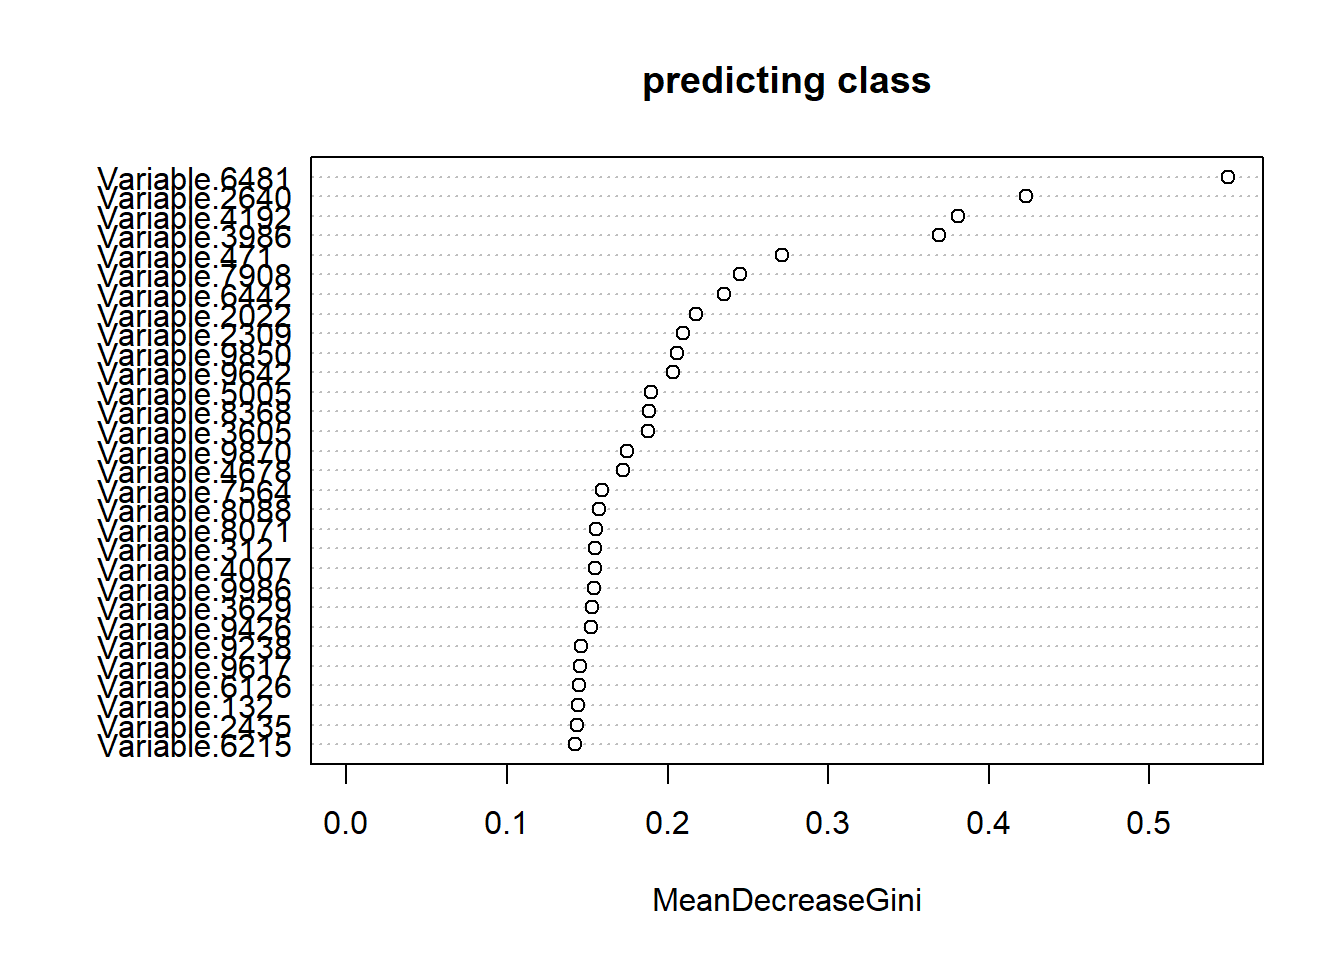 predicting class
Variable.6481
Variable.2640
Variable.4192
Variable.3986
Variable.471
Variable.7908
Variable.6442
Variable.2022
Variable.2309
Variable.9850
Variable.9642
Variable.5005
Variable.8368
Variable.3605
Variable.9870
Variable.4678
Variable.7564
Variable.8088
Variable.8071
Variable.312
Variable.4007
Variable.9986
Variable.3629
Variable.9426
Variable.9238
Variable.9617
Variable.6126
Variable.132
Variable.2435
Variable.6215
0.0 0.1 0.2 0.3 0.4 0.5
MeanDecreaseGini